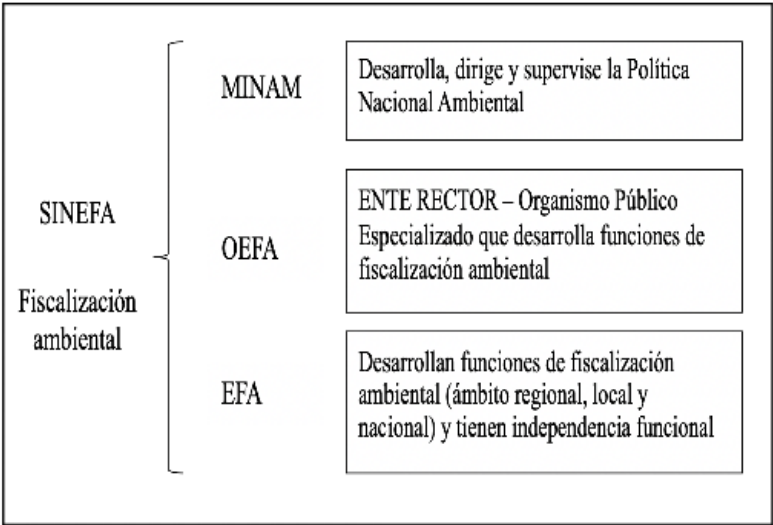 SINEFA
Fiscalización
ambiental
MINAM
Desarrolla, dirige y supervise la Política
Nacional Ambiental
OEFA
ENTE RECTOR – Organismo Público
Especializado que desarrolla funciones de
fiscalización ambiental
EFA
Desarrollan funciones de fiscalización
ambiental (ámbito regional, local y
nacional) y tienen independencia funcional